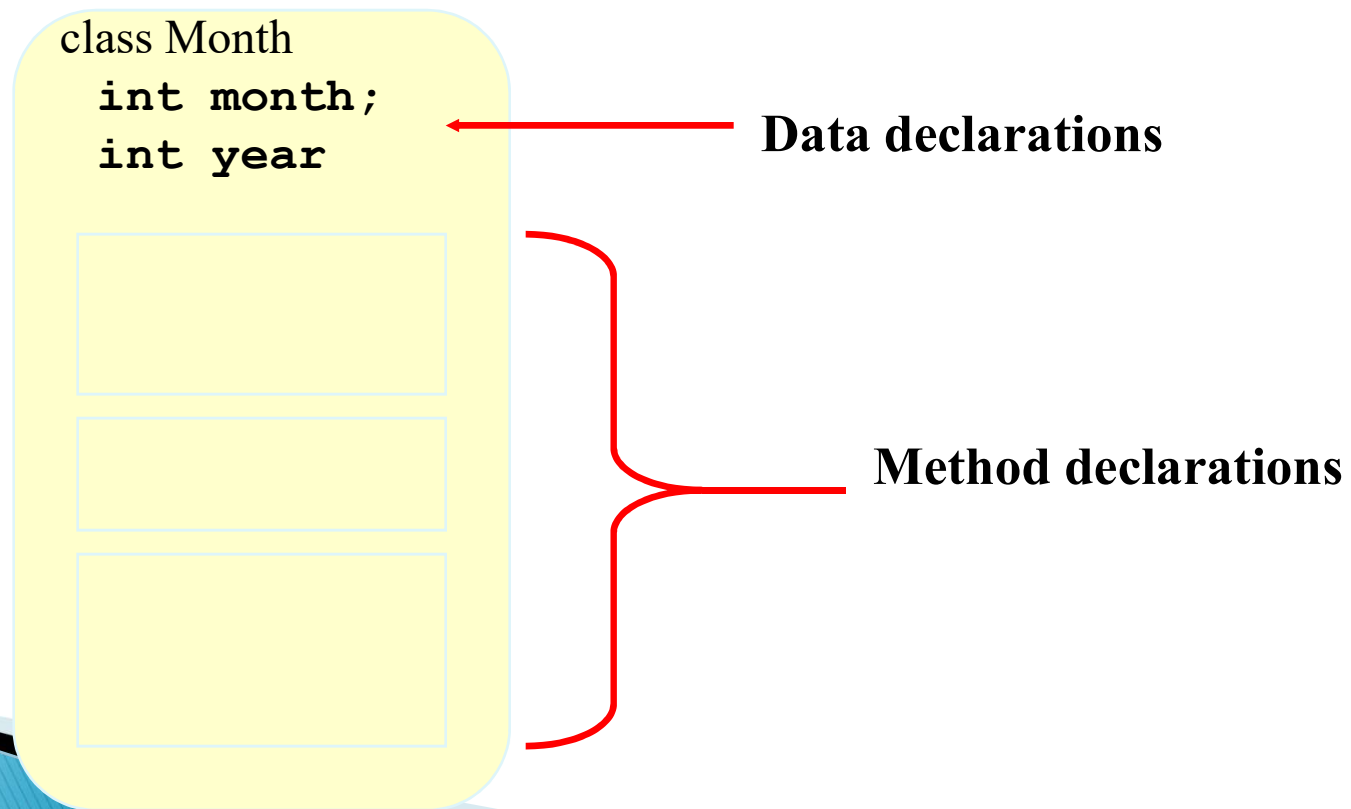 class Month
int month;
int year
Data declarations
Method declarations